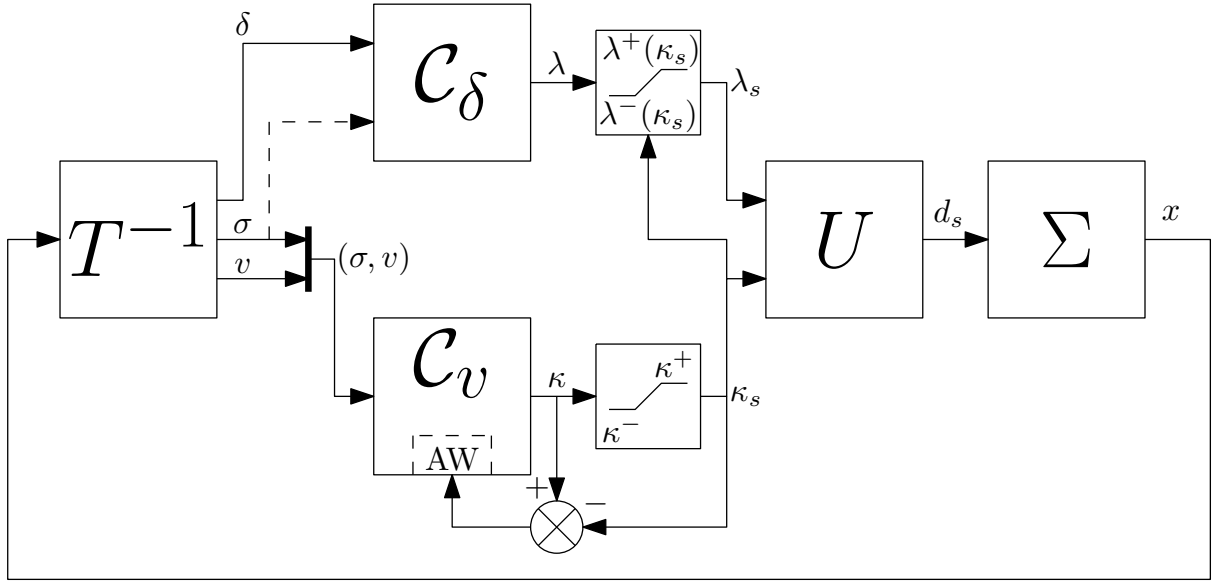 δ
C_δ
λ
λ⁺(κ_s)
λ⁻(κ_s)
λ_s
T⁻¹
σ
v
(σ, v)
U
d_s
Σ
x
C_v
AW
κ
κ⁺
κ⁻
κ_s
+
−